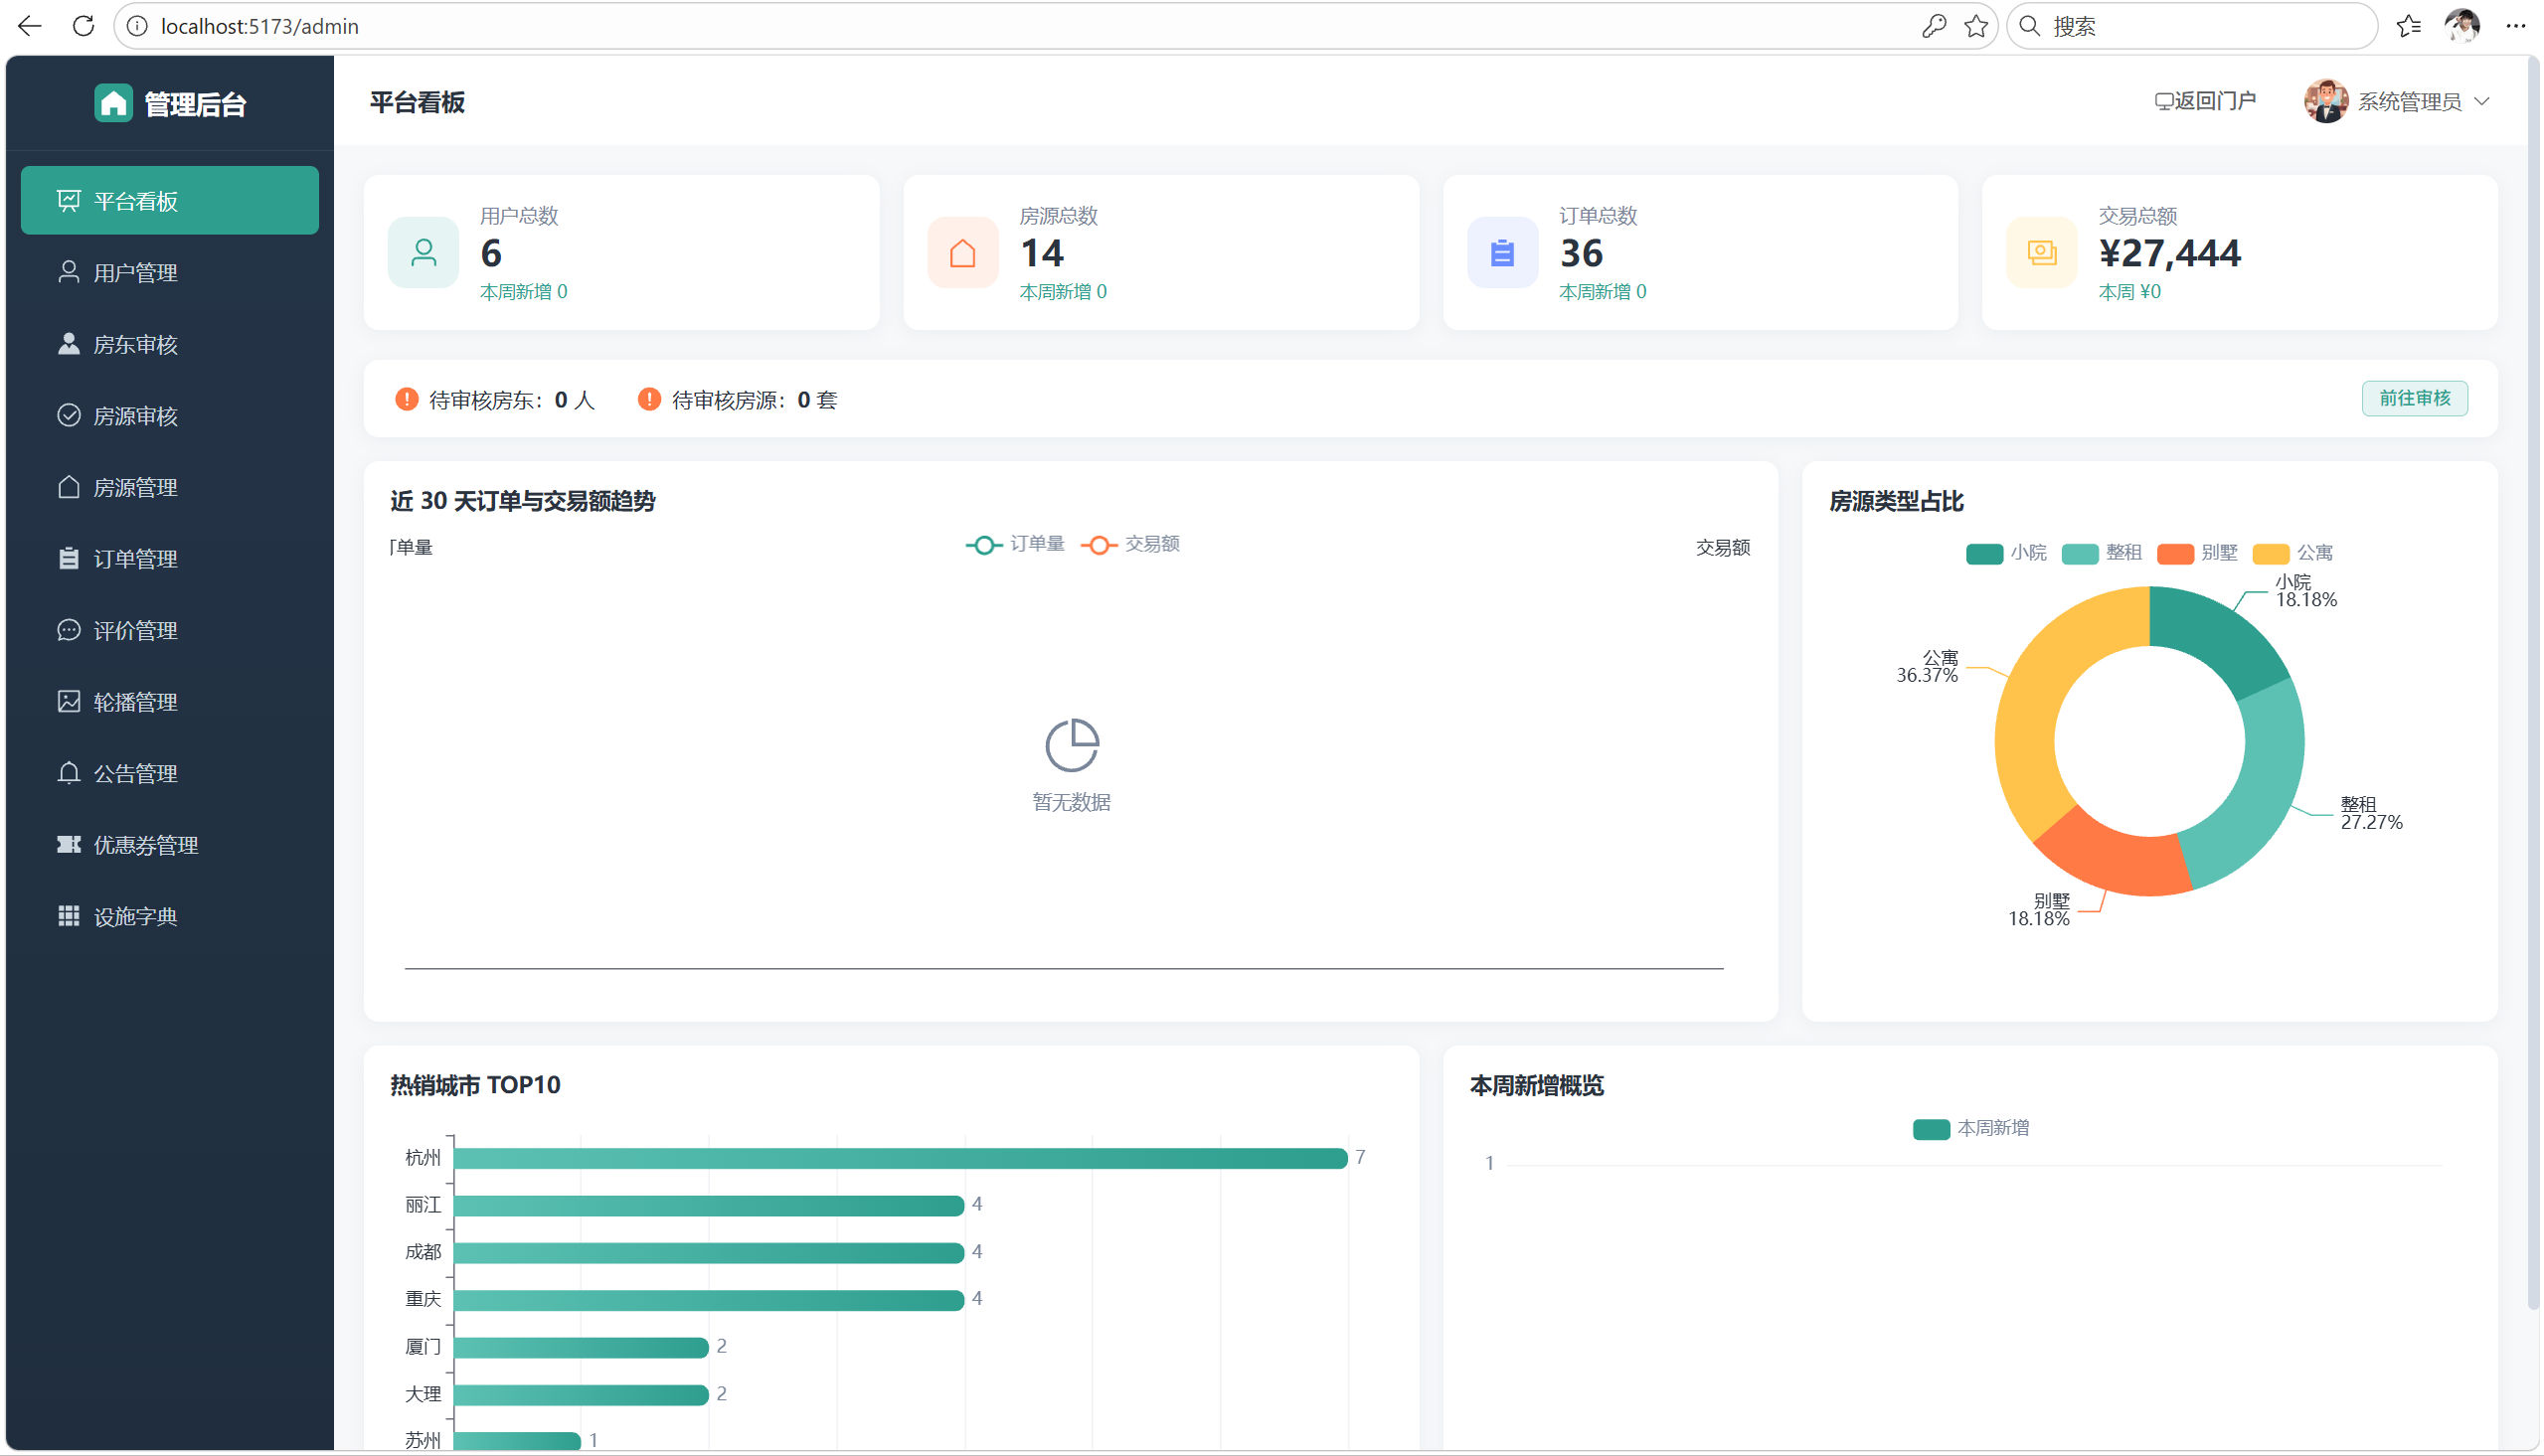 localhost:5173/admin
搜索
管理后台
平台看板
用户管理
房东审核
房源审核
房源管理
订单管理
评价管理
轮播管理
公告管理
优惠券管理
设施字典
平台看板
返回门户
系统管理员
用户总数
6
本周新增 0
房源总数
14
本周新增 0
订单总数
36
本周新增 0
交易总额
¥27,444
本周 ¥0
待审核房东：0 人
待审核房源：0 套
前往审核
近 30 天订单与交易额趋势
单量
订单量
交易额
交易额
暂无数据
房源类型占比
小院
整租
别墅
公寓
小院
18.18%
公寓
36.37%
整租
27.27%
别墅
18.18%
热销城市 TOP10
杭州 7
丽江 4
成都 4
重庆 4
厦门 2
大理 2
苏州 1
本周新增概览
本周新增
1